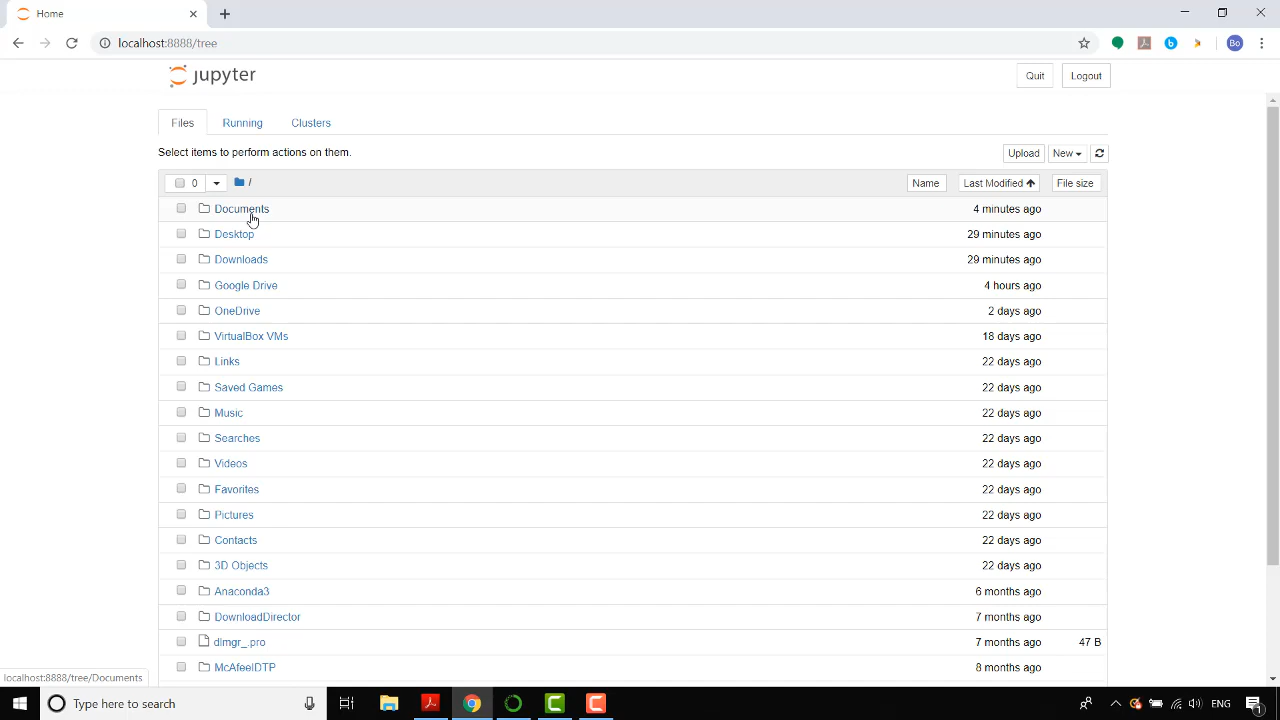 Home
localhost:8888/tree
Bo
jupyter
Quit
Logout
Files
Running
Clusters
Select items to perform actions on them.
Upload
New
0
/
Name
Last Modified
File size
Documents
4 minutes ago
Desktop
29 minutes ago
Downloads
29 minutes ago
Google Drive
4 hours ago
OneDrive
2 days ago
VirtualBox VMs
18 days ago
Links
22 days ago
Saved Games
22 days ago
Music
22 days ago
Searches
22 days ago
Videos
22 days ago
Favorites
22 days ago
Pictures
22 days ago
Contacts
22 days ago
3D Objects
22 days ago
Anaconda3
6 months ago
DownloadDirector
7 months ago
dlmgr_.pro
7 months ago
47 B
McAfeeIDTP
8 months ago
localhost:8888/tree/Documents
Type here to search
ENG
1